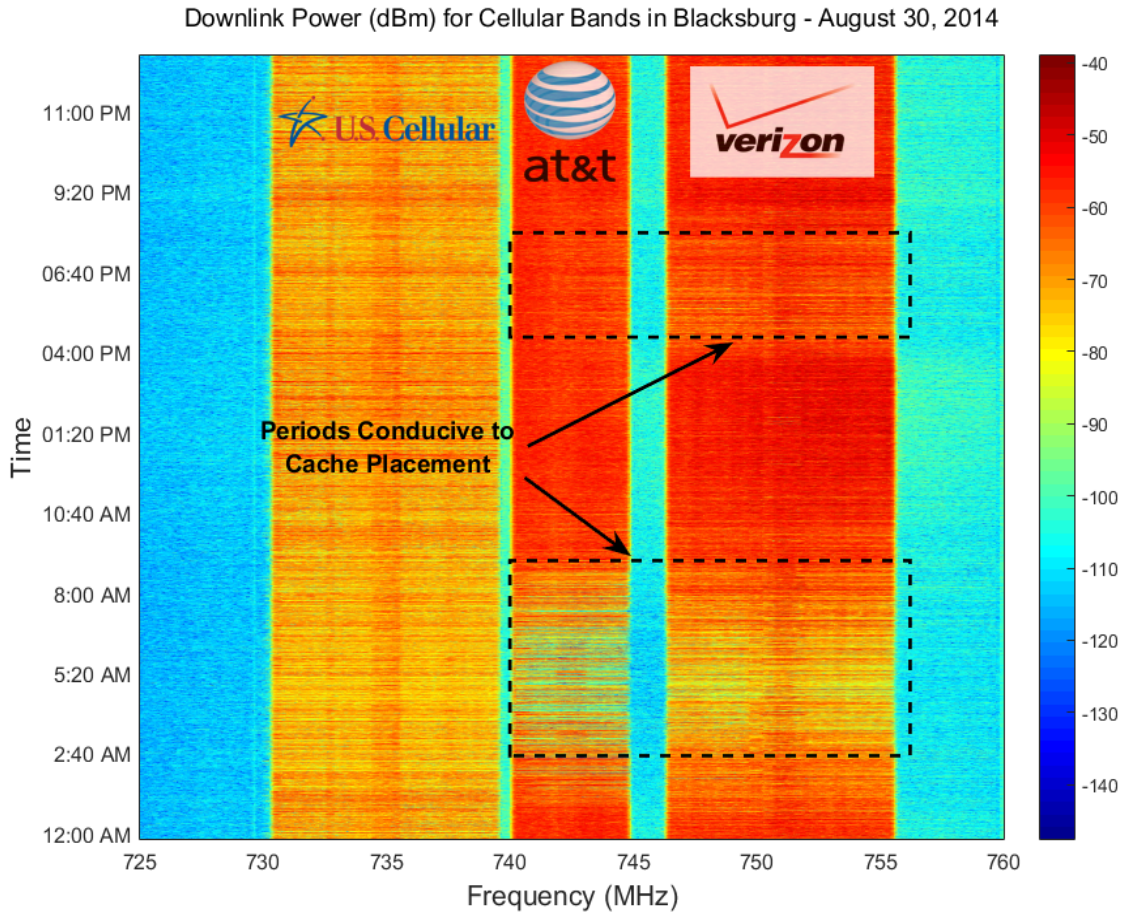 Downlink Power (dBm) for Cellular Bands in Blacksburg - August 30, 2014
U.S. Cellular
at&t
verizon
Periods Conducive to
Cache Placement
Time
11:00 PM
9:20 PM
06:40 PM
04:00 PM
01:20 PM
10:40 AM
8:00 AM
5:20 AM
2:40 AM
12:00 AM
725 730 735 740 745 750 755 760
Frequency (MHz)
-40
-50
-60
-70
-80
-90
-100
-110
-120
-130
-140